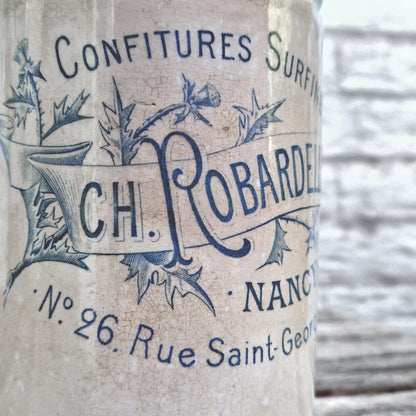 CONFITURES SURFIN
CH. ROBARDEL
NANCY
· Nº 26. Rue Saint-Geor